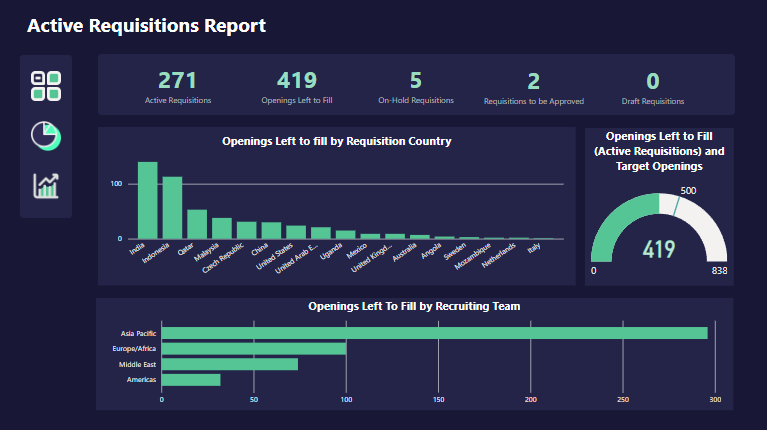 Active Requisitions Report
271
419
5
2
0
Active Requisitions
Openings Left to Fill
On-Hold Requisitions
Requisitions to be Approved
Draft Requisitions
Openings Left to fill by Requisition Country
100
0
India
Indonesia
Qatar
Malaysia
Czech Republic
China
United States
United Arab E...
Uganda
Mexico
United Kingd...
Australia
Angola
Sweden
Mozambique
Netherlands
Italy
Openings Left to Fill
(Active Requisitions) and
Target Openings
500
419
0
838
Openings Left To Fill by Recruiting Team
Asia Pacific
Europe/Africa
Middle East
Americas
0
50
100
150
200
250
300